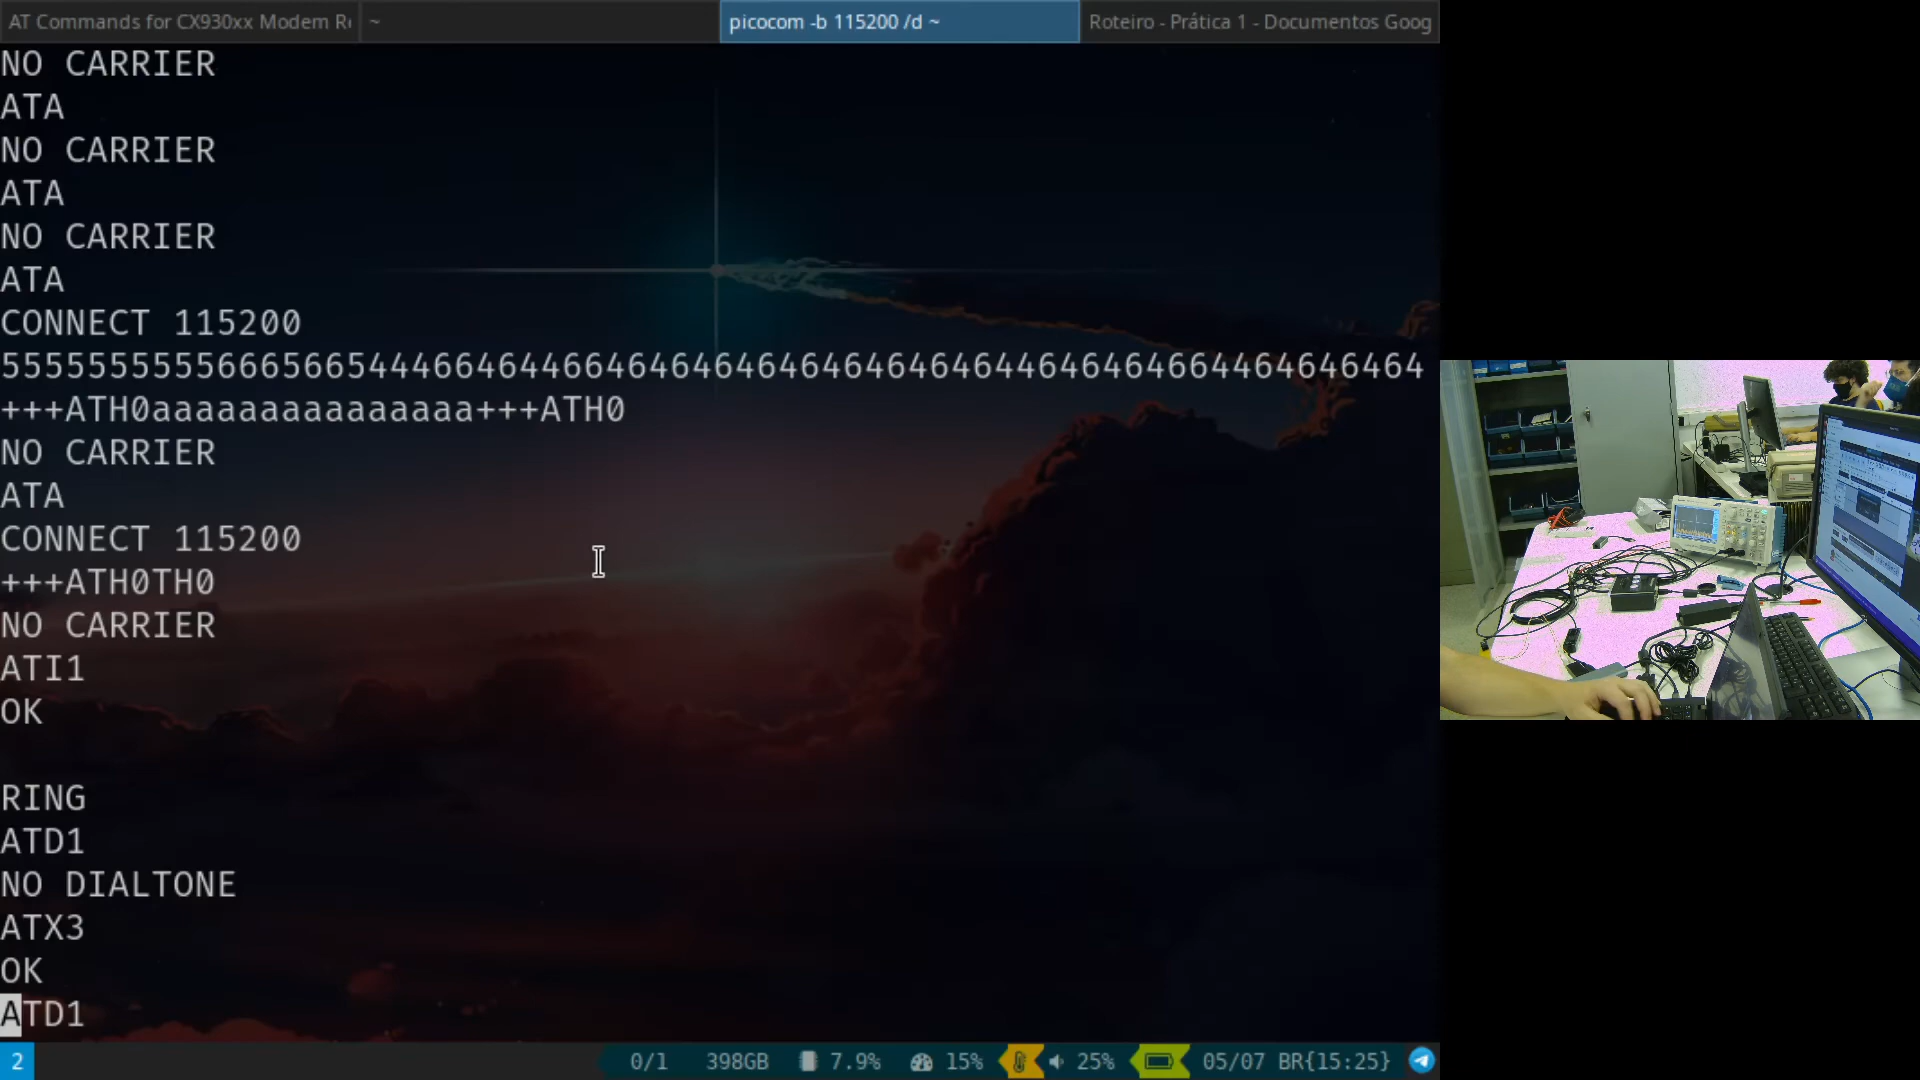 AT Commands for CX930xx Modem R
~
picocom -b 115200 /d ~
Roteiro - Prática 1 - Documentos Goog
NO CARRIER
ATA
NO CARRIER
ATA
NO CARRIER
ATA
CONNECT 115200
555555555566656654446646446646464646464646464644646464664464646464
+++ATH0aaaaaaaaaaaaaaa+++ATH0
NO CARRIER
ATA
CONNECT 115200
+++ATH0TH0
NO CARRIER
ATI1
OK
RING
ATD1
NO DIALTONE
ATX3
OK
ATD1
2
0/1
398GB
7.9%
15%
25%
05/07 BR{15:25}